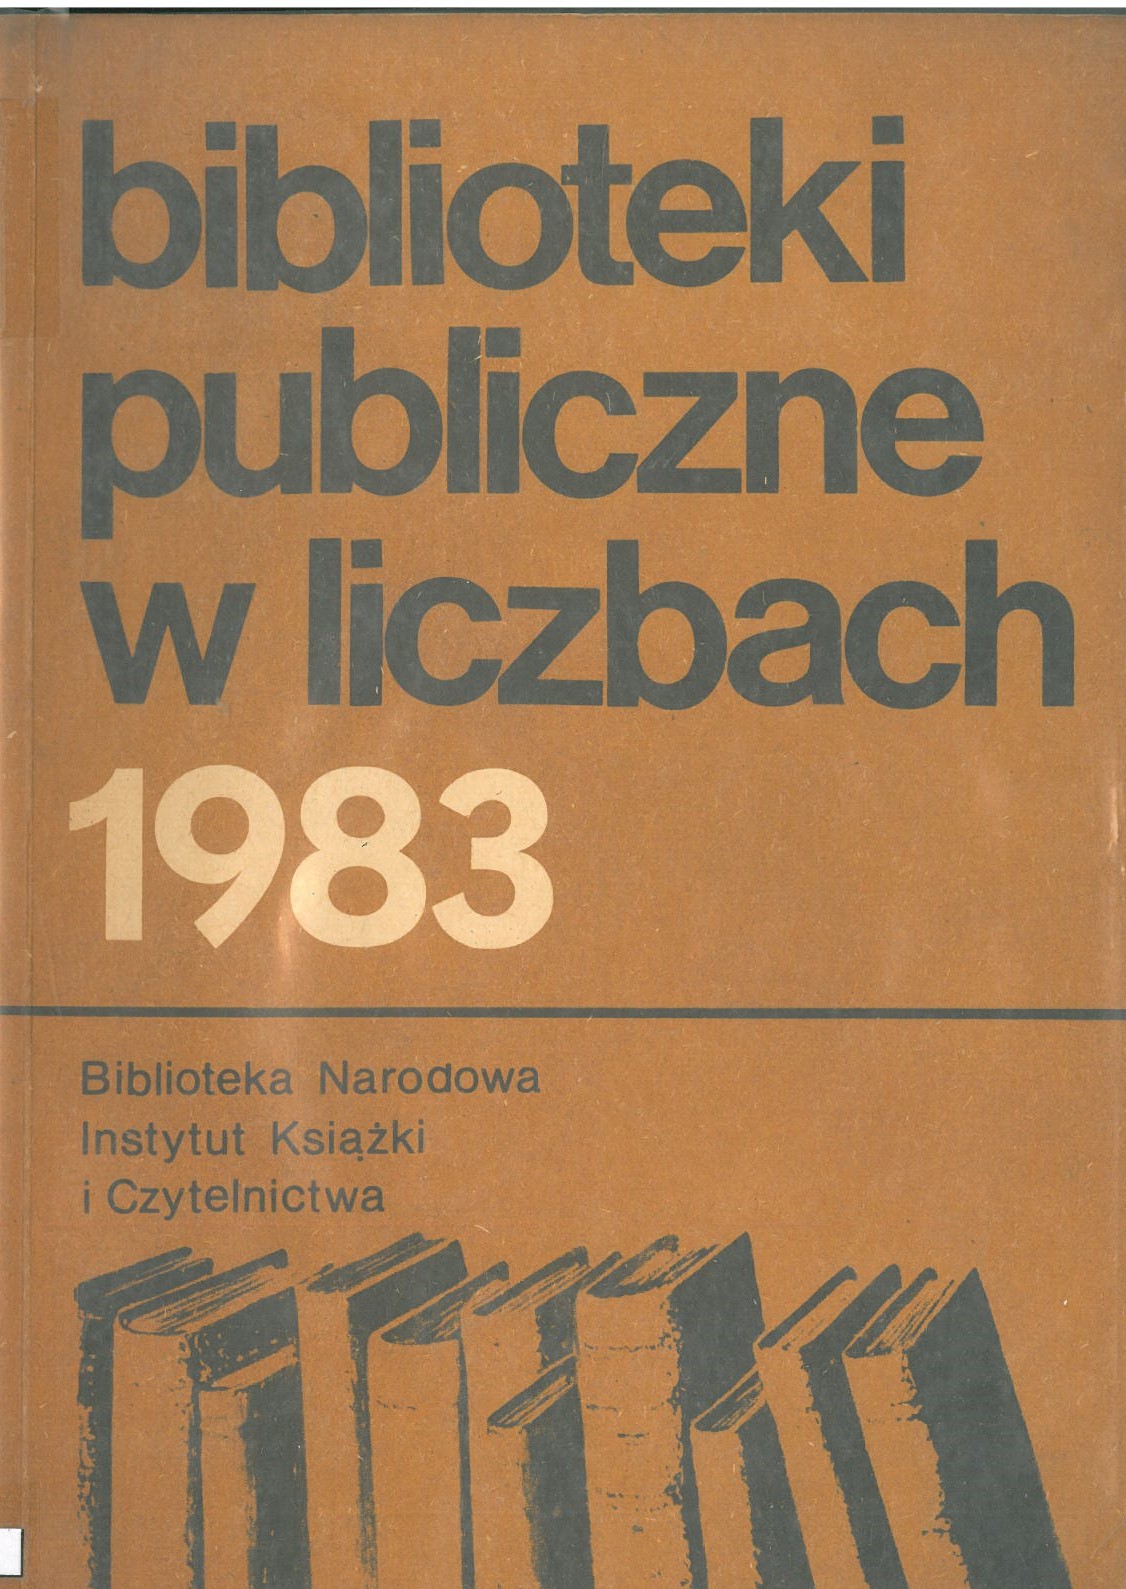 biblioteki
publiczne
w liczbach
1983
Biblioteka Narodowa
Instytut Książki
i Czytelnictwa